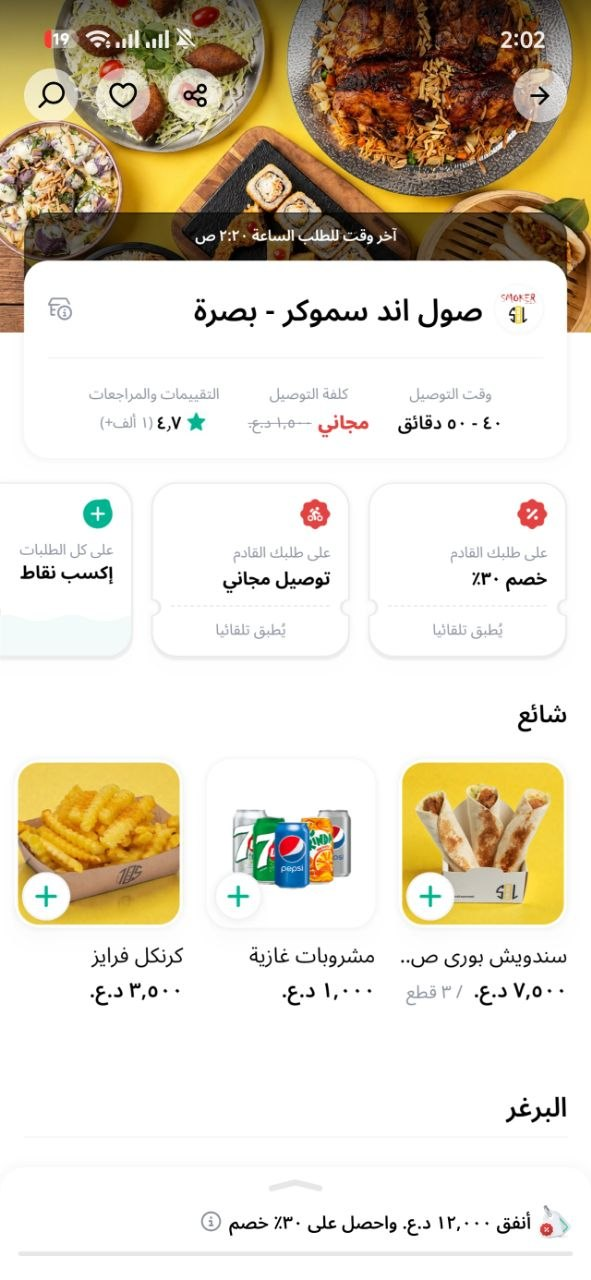 2:02
19
آخر وقت للطلب الساعة ٢:٢٠ ص
SMOKER
صول اند سموكر - بصرة
وقت التوصيل
٤٠ - ٥٠ دقائق
كلفة التوصيل
مجاني ١,٥٠٠ د.ع.
التقييمات والمراجعات
٤,٧ (١ ألف+)
على طلبك القادم
خصم ٣٠٪
يُطبق تلقائيا
على طلبك القادم
توصيل مجاني
يُطبق تلقائيا
على كل الطلبات
إكسب نقاط
شائع
7
pepsi
سندويش بوري ص..
٧,٥٠٠ د.ع. / ٣ قطع
مشروبات غازية
١,٠٠٠ د.ع.
كرنكل فرايز
٣,٥٠٠ د.ع.
البرغر
أنفق ١٢,٠٠٠ د.ع. واحصل على ٣٠٪ خصم